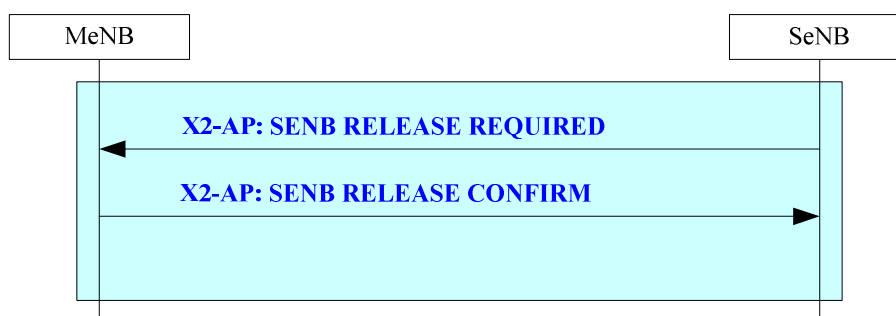 MeNB
SeNB
X2-AP: SENB RELEASE REQUIRED
X2-AP: SENB RELEASE CONFIRM